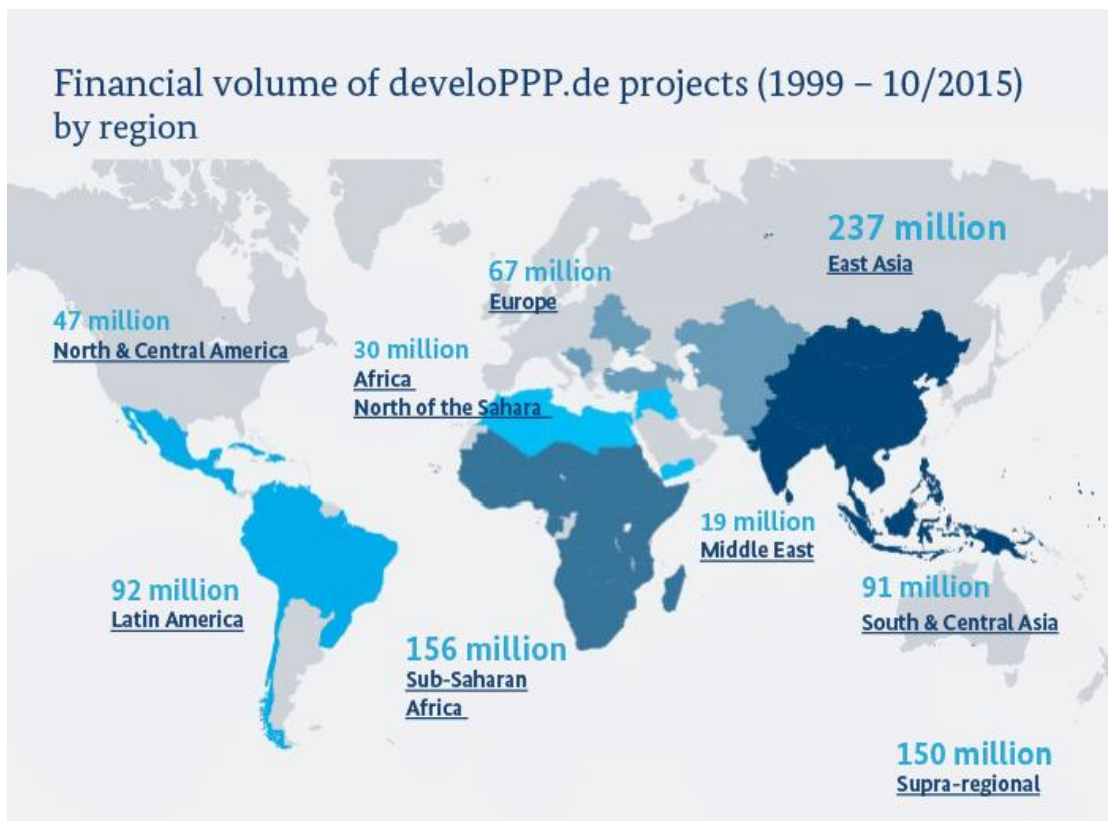 Financial volume of develoPPP.de projects (1999 – 10/2015)
by region
237 million
East Asia
67 million
Europe
47 million
North & Central America
30 million
Africa
North of the Sahara
19 million
Middle East
92 million
Latin America
91 million
South & Central Asia
156 million
Sub-Saharan
Africa
150 million
Supra-regional